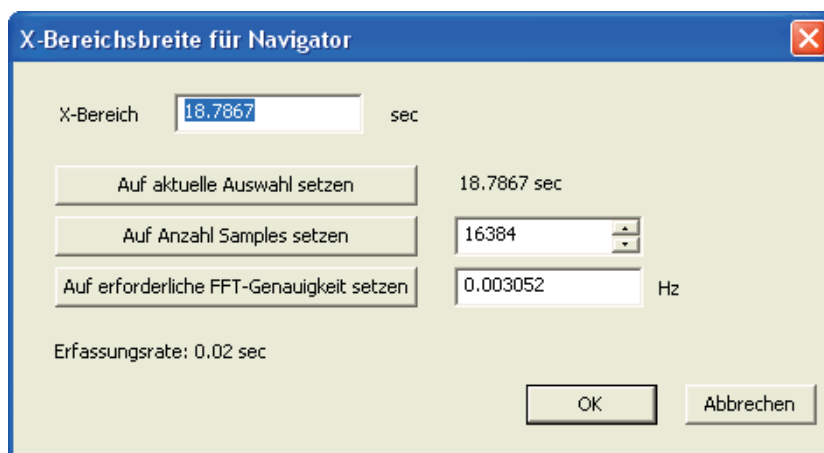 X-Bereichsbreite für Navigator
X-Bereich 18.7867 sec
Auf aktuelle Auswahl setzen 18.7867 sec
Auf Anzahl Samples setzen 16384
Auf erforderliche FFT-Genauigkeit setzen 0.003052 Hz
Erfassungsrate: 0.02 sec
OK Abbrechen